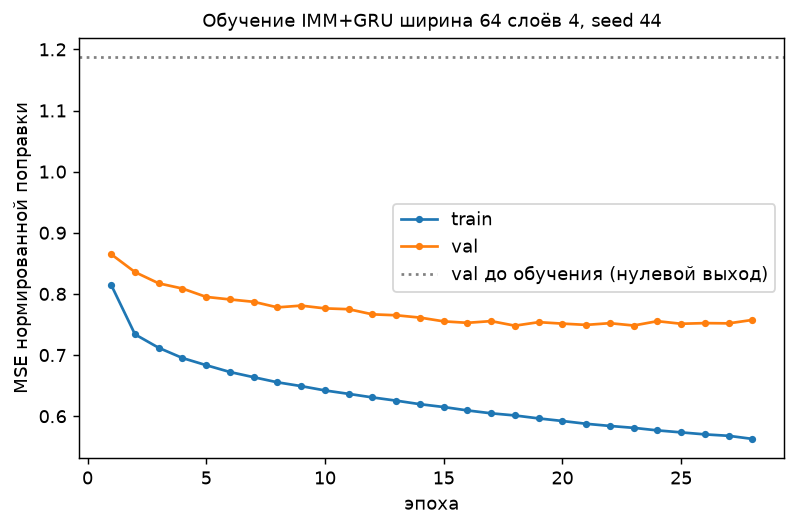 Обучение IMM+GRU ширина 64 слоёв 4, seed 44
MSE нормированной поправки
1.2
1.1
1.0
0.9
0.8
0.7
0.6
train
val
val до обучения (нулевой выход)
0 5 10 15 20 25
эпоха